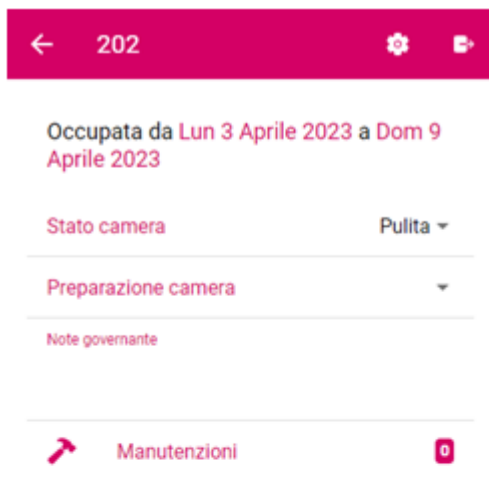 202
Occupata da Lun 3 Aprile 2023 a Dom 9
Aprile 2023
Stato camera Pulita
Preparazione camera
Note governante
Manutenzioni 0